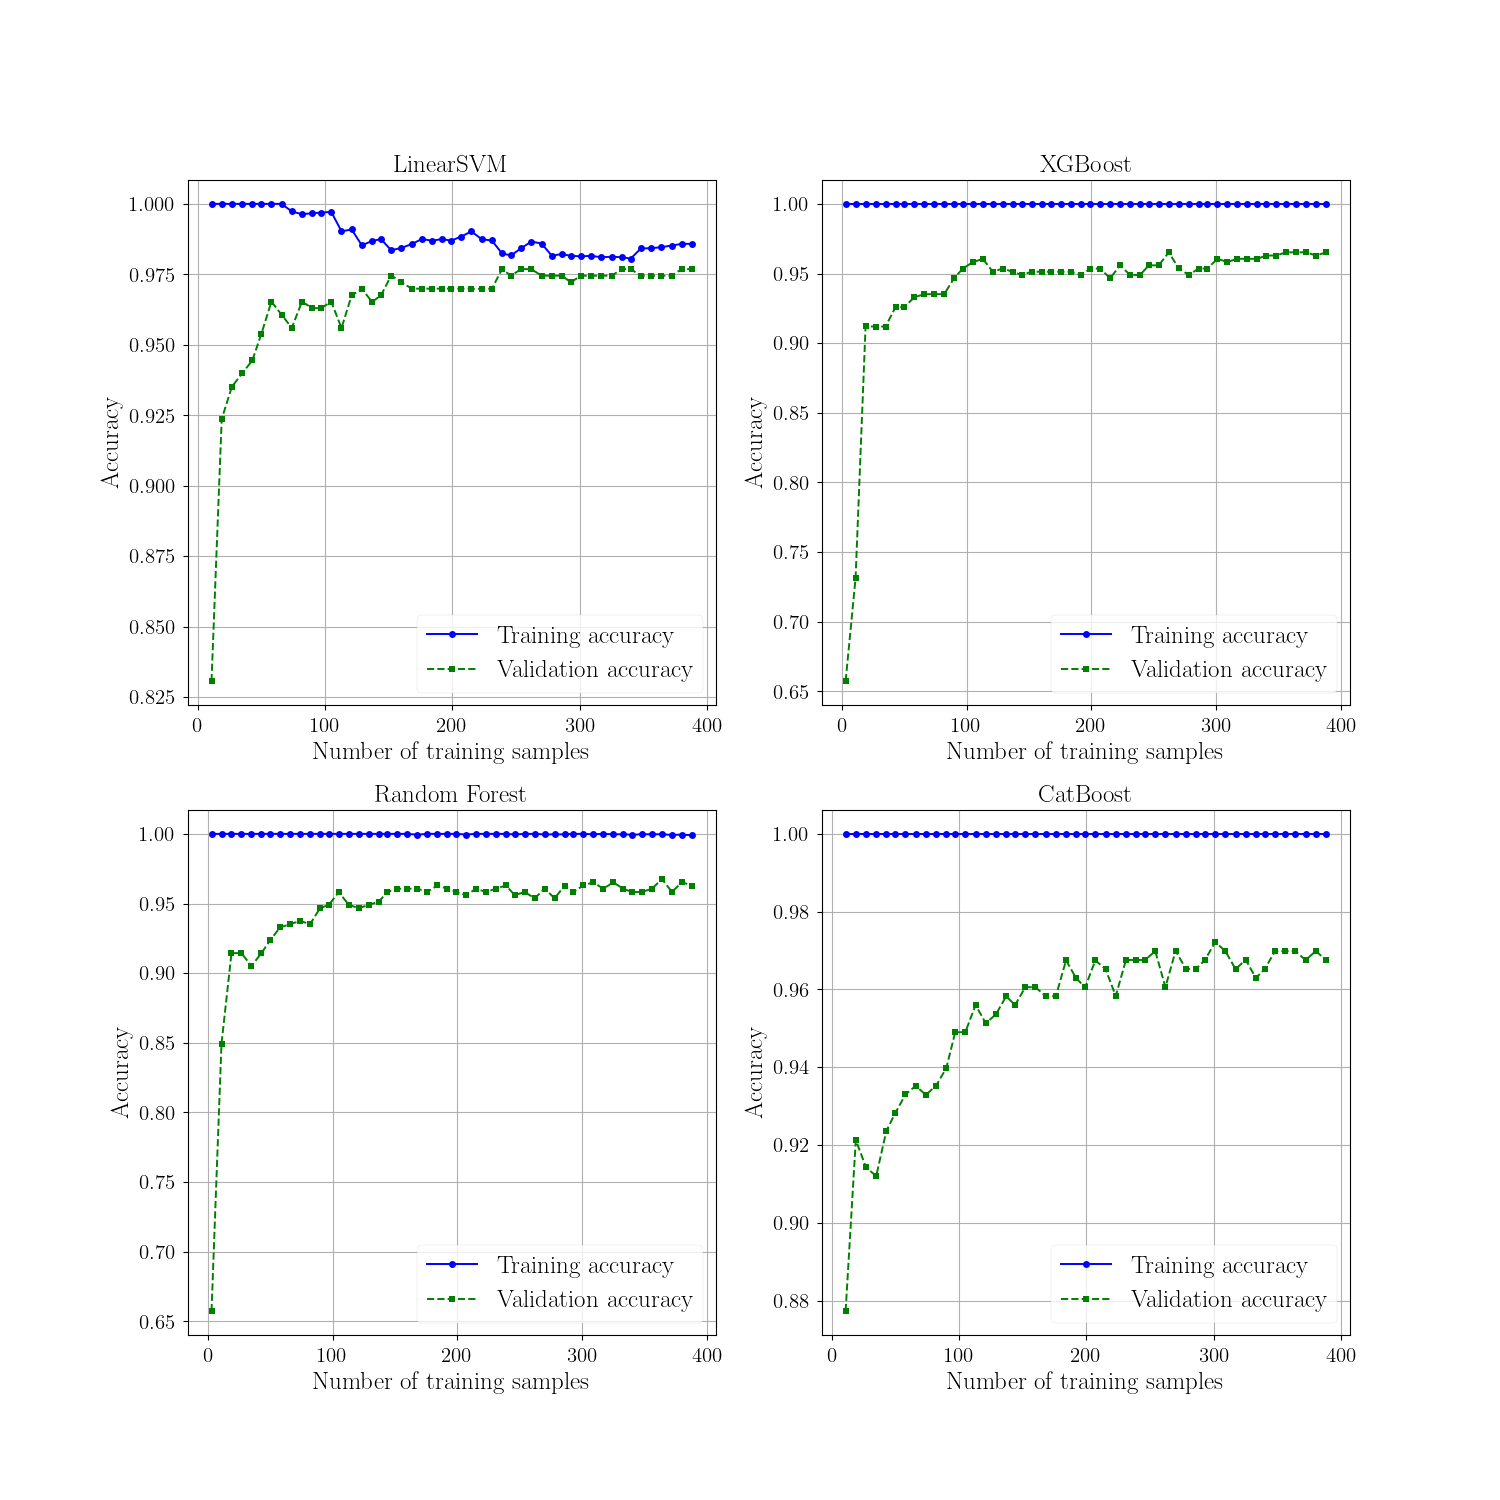 LinearSVM
1.000
0.975
0.950
0.925
0.900
0.875
0.850
0.825
Accuracy
Training accuracy
Validation accuracy
0 100 200 300 400
Number of training samples
XGBoost
1.00
0.95
0.90
0.85
0.80
0.75
0.70
0.65
Accuracy
Training accuracy
Validation accuracy
0 100 200 300 400
Number of training samples
Random Forest
1.00
0.95
0.90
0.85
0.80
0.75
0.70
0.65
Accuracy
Training accuracy
Validation accuracy
0 100 200 300 400
Number of training samples
CatBoost
1.00
0.98
0.96
0.94
0.92
0.90
0.88
Accuracy
Training accuracy
Validation accuracy
0 100 200 300 400
Number of training samples